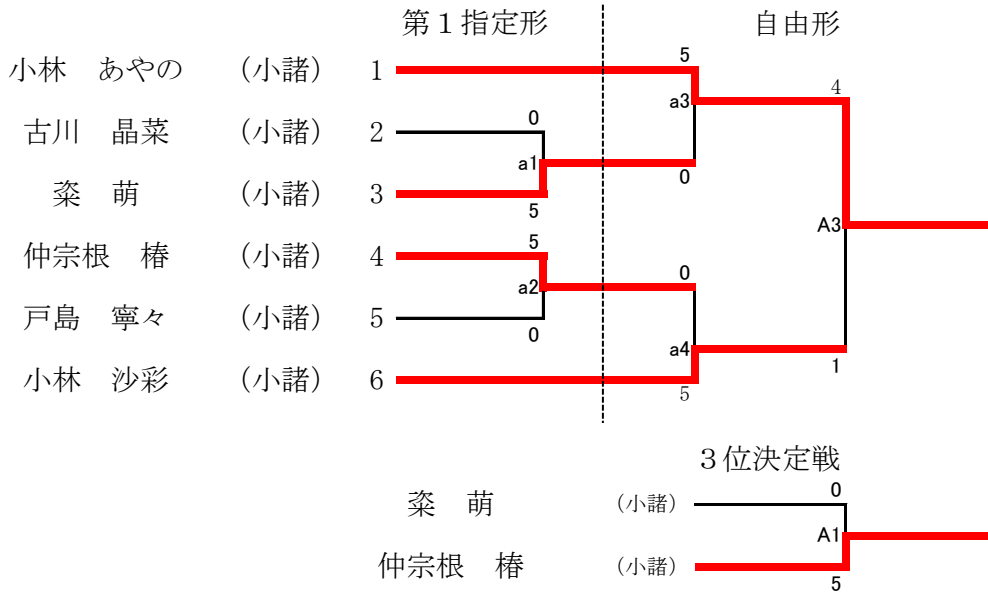 第１指定形 自由形
小林 あやの (小諸) 1 5 4
a3
古川 晶菜 (小諸) 2 0
a1 0
粢 萌 (小諸) 3 5
A3
仲宗根 椿 (小諸) 4 5
a2 0
戸島 寧々 (小諸) 5 0
a4 1
小林 沙彩 (小諸) 6 5
３位決定戦
粢 萌 (小諸) 0
A1
仲宗根 椿 (小諸) 5